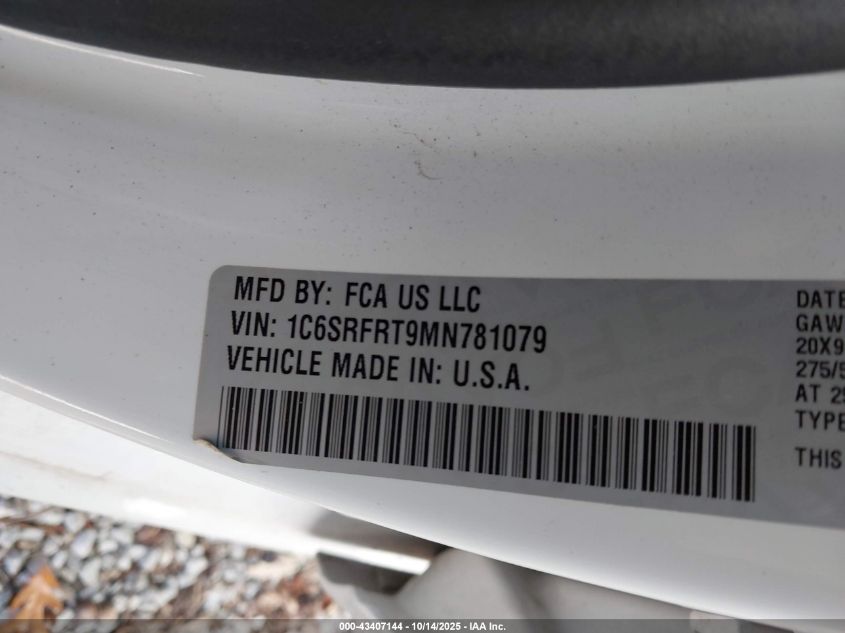 MFD BY: FCA US LLC
VIN: 1C6SRFRT9MN781079
VEHICLE MADE IN: U.S.A.
DATE
GAW
20X9
275/5
AT 29
TYPE
THIS
000-43407144 - 10/14/2025 - IAA Inc.